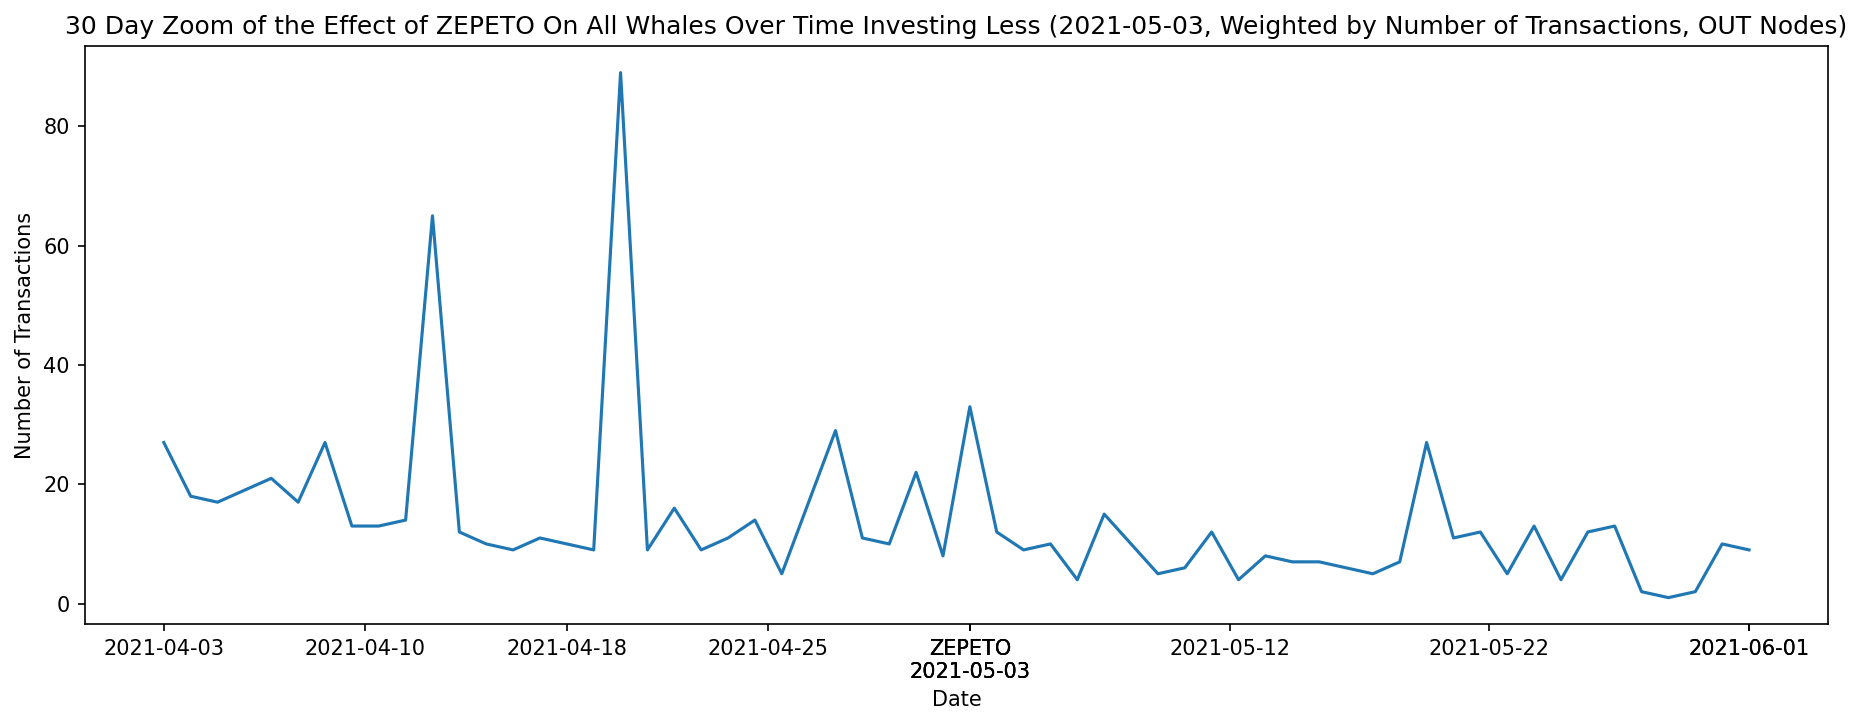 30 Day Zoom of the Effect of ZEPETO On All Whales Over Time Investing Less (2021-05-03, Weighted by Number of Transactions, OUT Nodes)
Number of Transactions
80
60
40
20
0
2021-04-03 2021-04-10 2021-04-18 2021-04-25 ZEPETO 2021-05-12 2021-05-22 2021-06-01
2021-05-03
Date